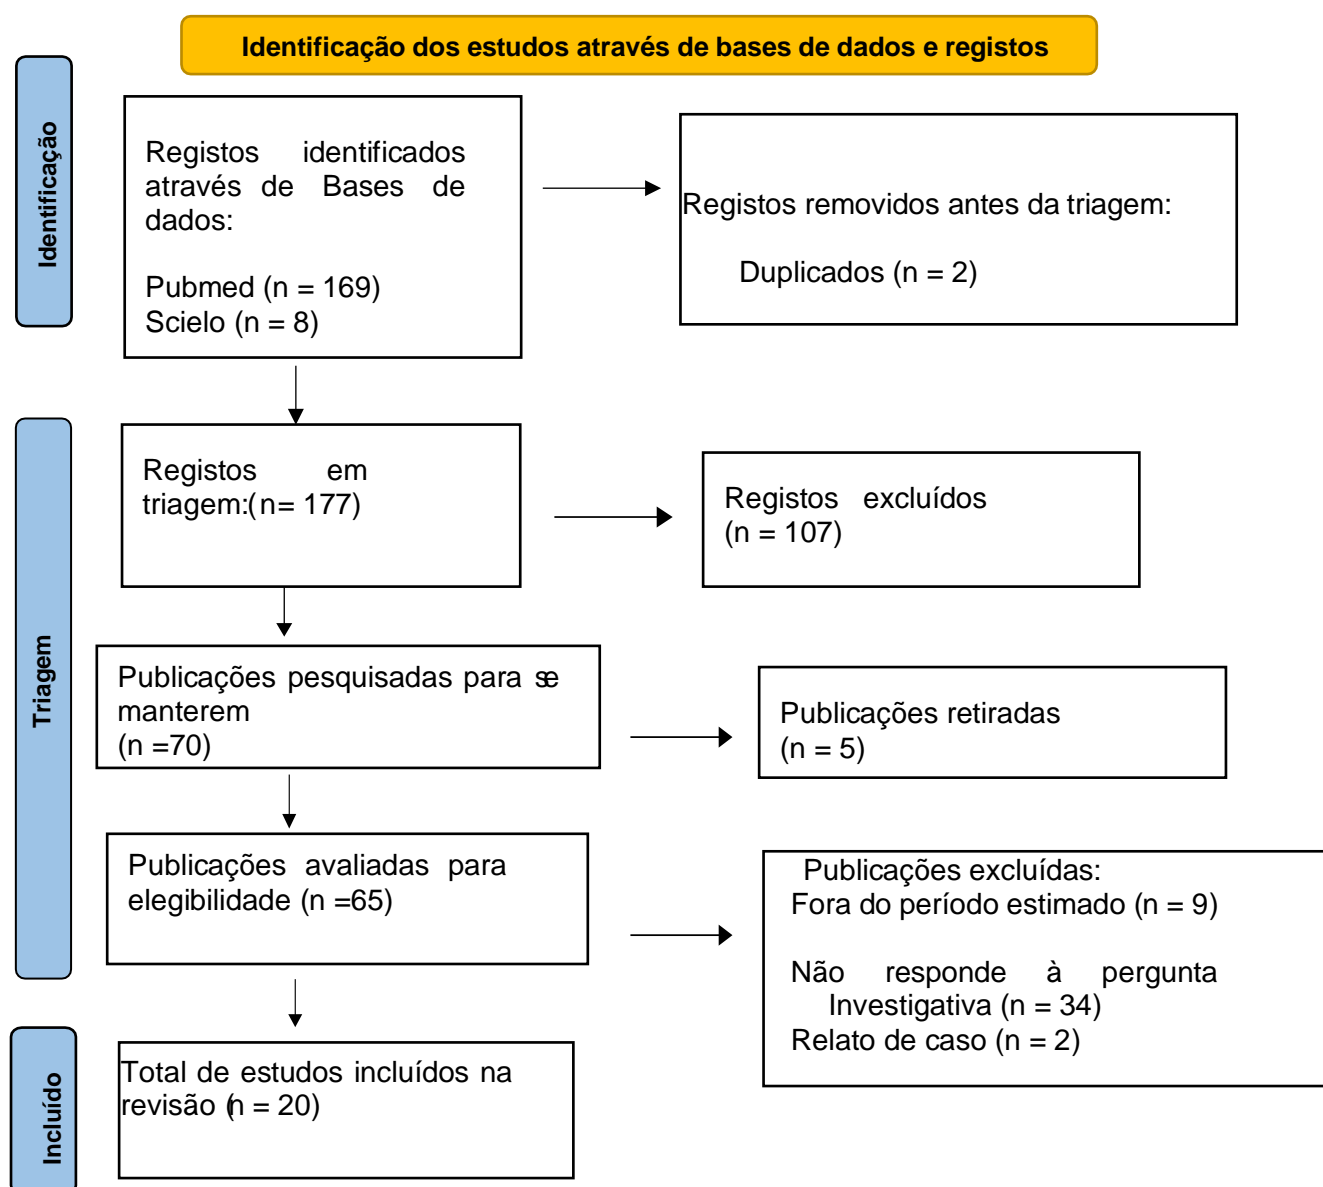 Identificação dos estudos através de bases de dados e registos
Identificação
Registos identificados
através de Bases de
dados:
Pubmed (n = 169)
Scielo (n = 8)
Registos removidos antes da triagem:
Duplicados (n = 2)
Triagem
Registos em
triagem:(n= 177)
Registos excluídos
(n = 107)
Publicações pesquisadas para se
manterem
(n =70)
Publicações retiradas
(n = 5)
Publicações avaliadas para
elegibilidade (n =65)
Publicações excluídas:
Fora do período estimado (n = 9)
Não responde à pergunta
Investigativa (n = 34)
Relato de caso (n = 2)
Incluído
Total de estudos incluídos na
revisão (n = 20)